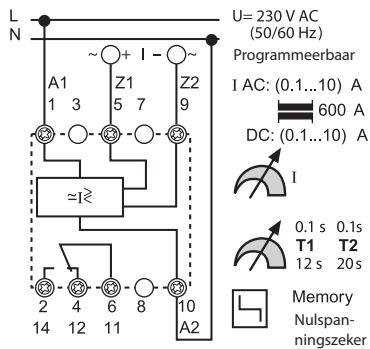 L
N
U= 230 V AC
(50/60 Hz)
Programmeerbaar
~ + I – ~
A1 Z1 Z2
1 3 5 7 9
I AC: (0.1...10) A
600 A
DC: (0.1...10) A
I
≃I≷
0.1 s 0.1s
T1 T2
12 s 20s
2 4 6 8 10
14 12 11 A2
Memory
Nulspan-
ningszeker